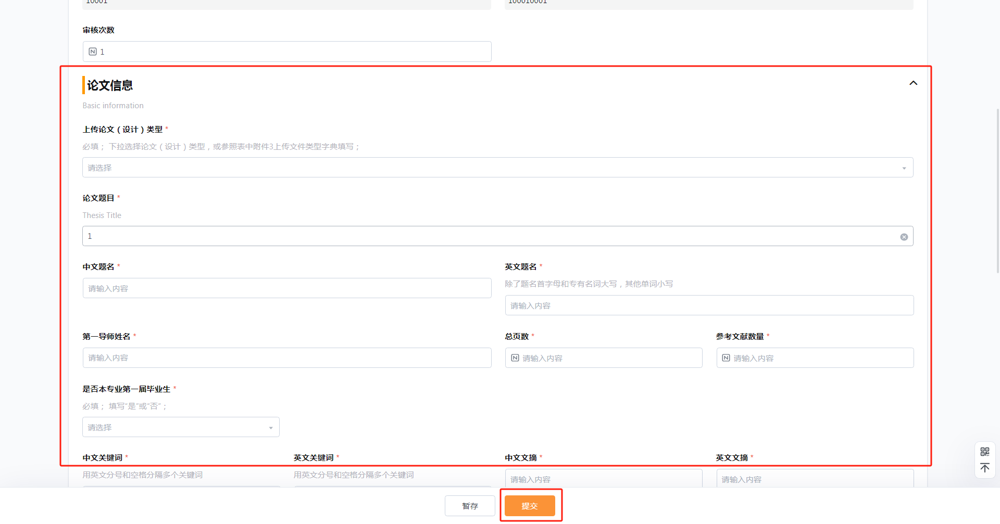 10001
100010001
审核次数
1
论文信息
Basic information
上传论文（设计）类型 *
必填； 下拉选择论文（设计）类型，或参照表中附件3上传文件类型字典填写；
请选择
论文题目 *
Thesis Title
1
中文题名 *
英文题名 *
除了题名首字母和专有名词大写，其他单词小写
请输入内容
请输入内容
第一导师姓名 *
总页数 *
参考文献数量 *
请输入内容
请输入内容
请输入内容
是否本专业第一届毕业生 *
必填； 填写“是”或“否”；
请选择
中文关键词 *
英文关键词 *
中文文摘 *
英文文摘 *
用英文分号和空格分隔多个关键词
用英文分号和空格分隔多个关键词
请输入内容
请输入内容
暂存
提交